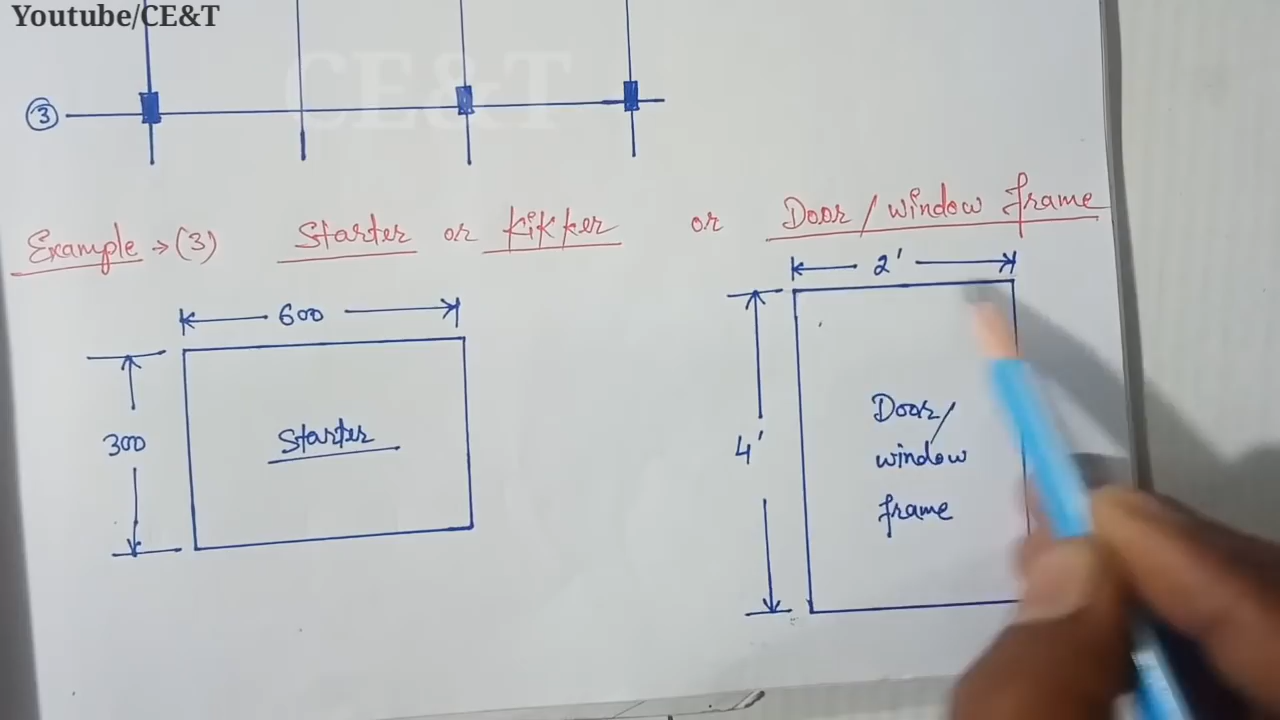 Youtube/CE&T
CE&T
3
Example → (3) Starter or Kikker or Door / window frame
600
300
Starter
2'
4'
Door/
window
frame